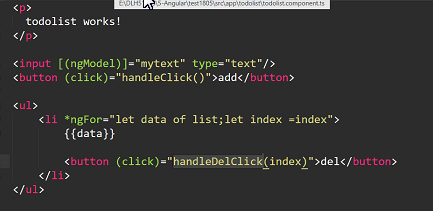 E:\DLHS \5-Angular\test1805\src\app\todolist\todolist.component.ts
<p>
todolist works!
</p>
<input [(ngModel)]="mytext" type="text"/>
<button (click)="handleClick()">add</button>
<ul>
<li *ngFor="let data of list;let index =index">
{{data}}
<button (click)="handleDelClick(index)">del</button>
</li>
</ul>